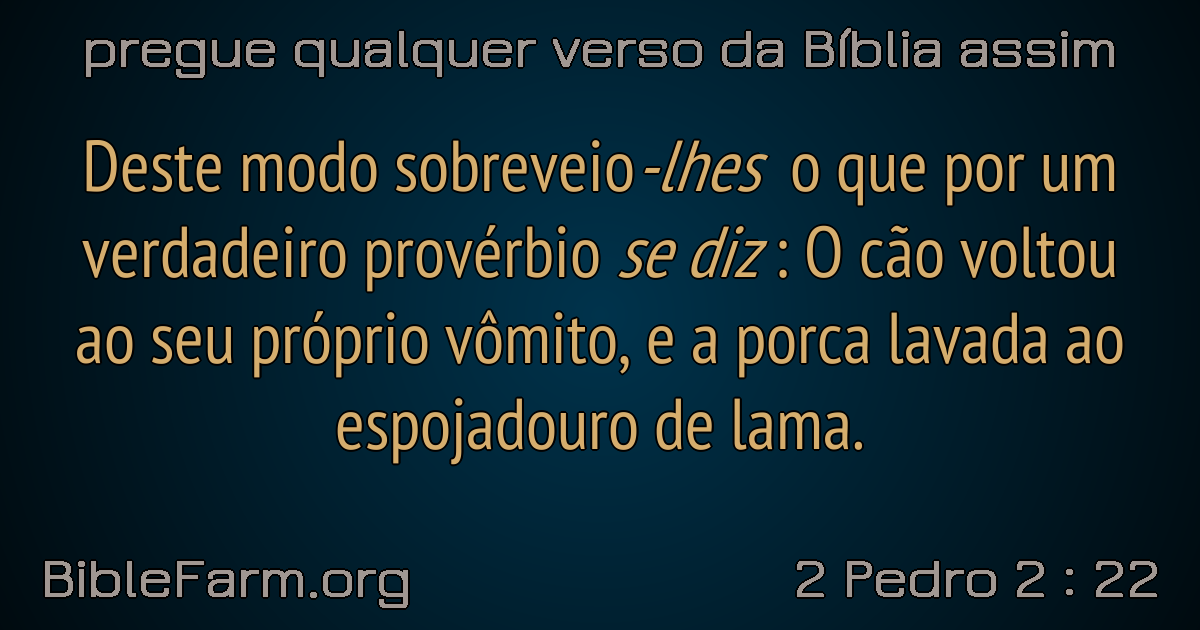 pregue qualquer verso da Bíblia assim
Deste modo sobreveio-lhes o que por um
verdadeiro provérbio se diz: O cão voltou
ao seu próprio vômito, e a porca lavada ao
espojadouro de lama.
BibleFarm.org
2 Pedro 2 : 22